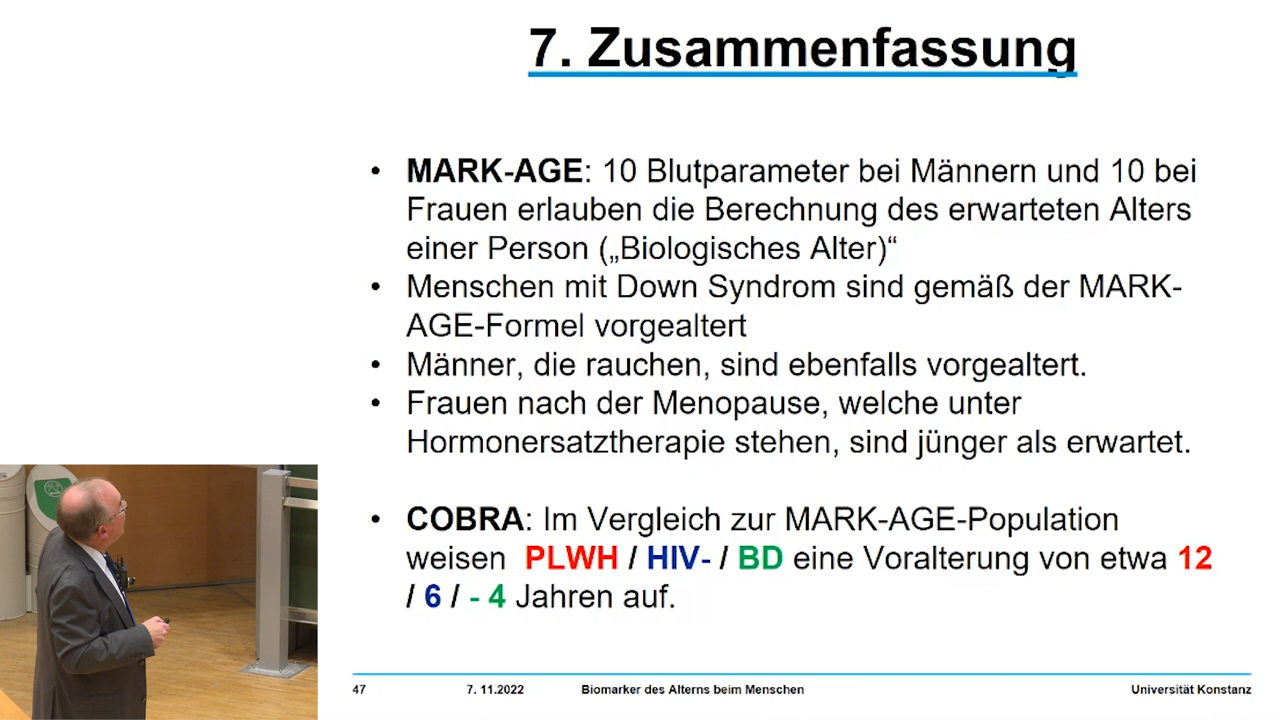 7. Zusammenfassung
• MARK-AGE: 10 Blutparameter bei Männern und 10 bei
Frauen erlauben die Berechnung des erwarteten Alters
einer Person („Biologisches Alter)“
• Menschen mit Down Syndrom sind gemäß der MARK-
AGE-Formel vorgealtert
• Männer, die rauchen, sind ebenfalls vorgealtert.
• Frauen nach der Menopause, welche unter
Hormonersatztherapie stehen, sind jünger als erwartet.
• COBRA: Im Vergleich zur MARK-AGE-Population
weisen PLWH / HIV- / BD eine Voralterung von etwa 12
/ 6 / - 4 Jahren auf.
47 7. 11.2022 Biomarker des Alterns beim Menschen Universität Konstanz